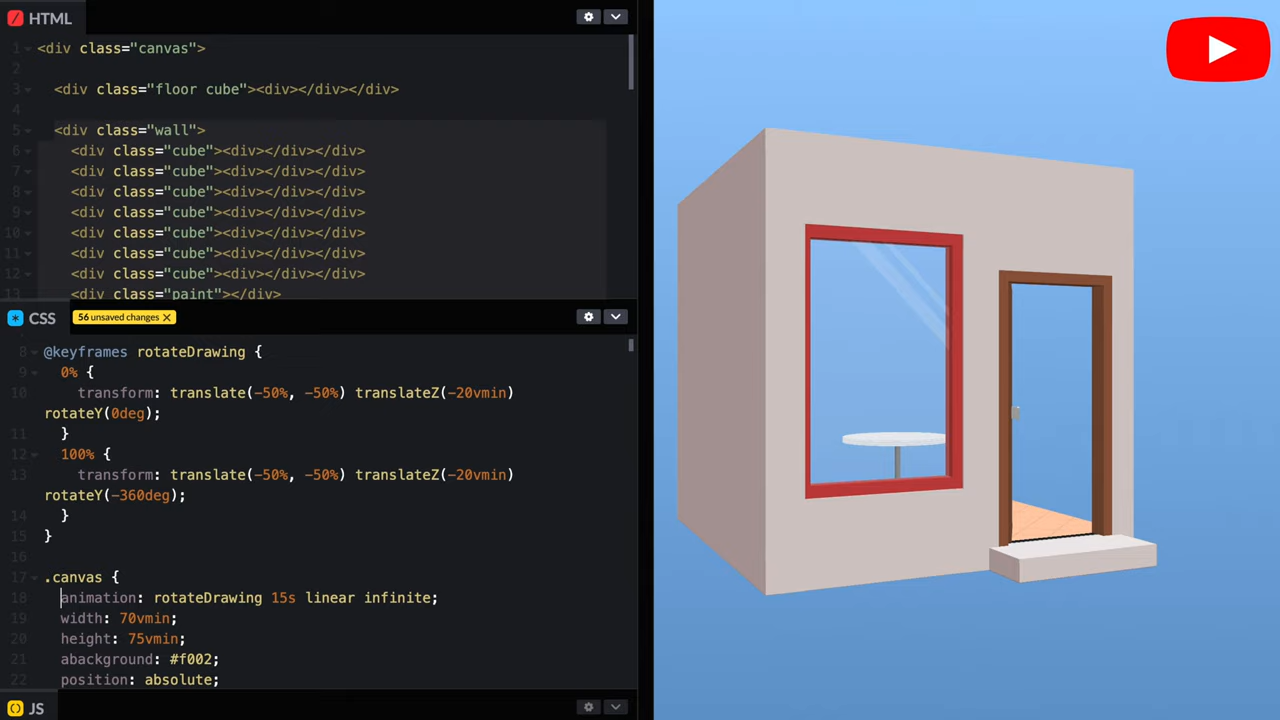 HTML
1 <div class="canvas">
2
3 <div class="floor cube"><div></div></div>
4
5 <div class="wall">
6 <div class="cube"><div></div></div>
7 <div class="cube"><div></div></div>
8 <div class="cube"><div></div></div>
9 <div class="cube"><div></div></div>
10 <div class="cube"><div></div></div>
11 <div class="cube"><div></div></div>
12 <div class="cube"><div></div></div>
13 <div class="paint"></div>
CSS 56 unsaved changes ×
8 @keyframes rotateDrawing {
9 0% {
10 transform: translate(-50%, -50%) translateZ(-20vmin)
rotateY(0deg);
11 }
12 100% {
13 transform: translate(-50%, -50%) translateZ(-20vmin)
rotateY(-360deg);
14 }
15 }
16
17 .canvas {
18 animation: rotateDrawing 15s linear infinite;
19 width: 70vmin;
20 height: 75vmin;
21 abackground: #f002;
22 position: absolute;
JS